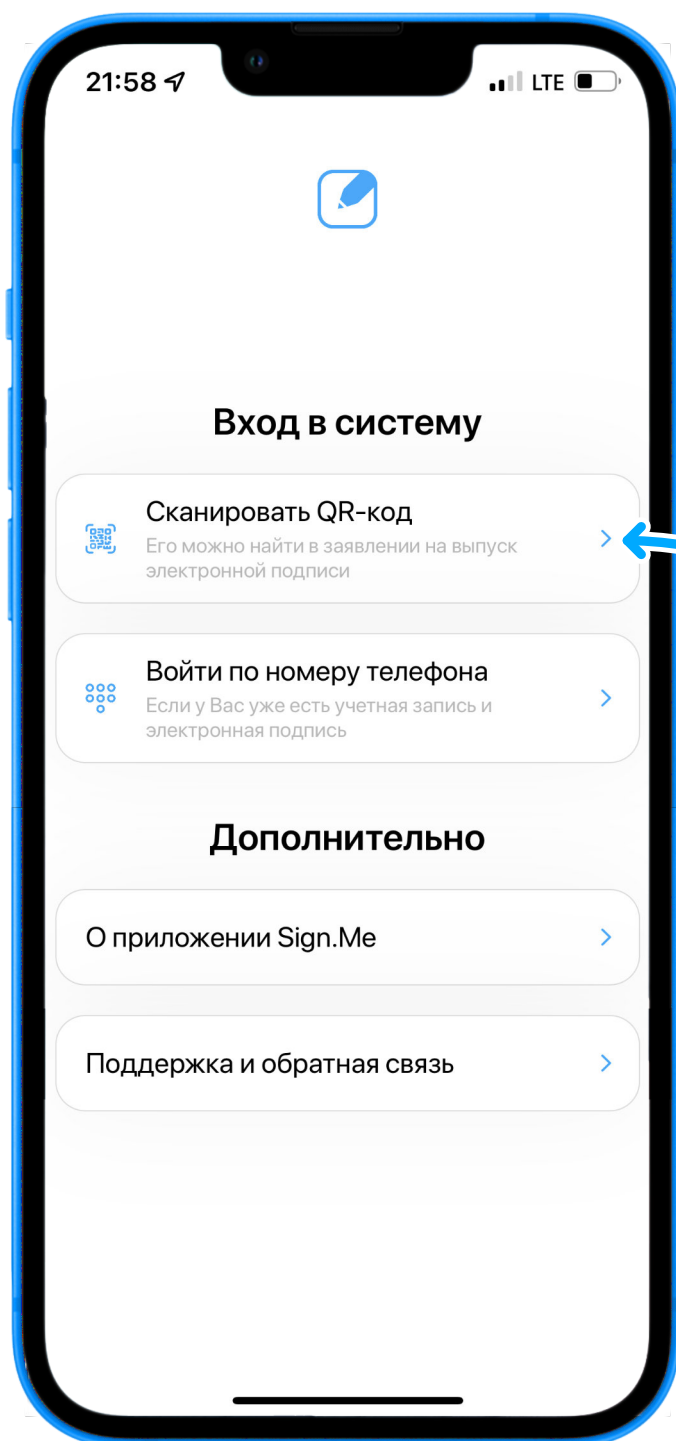 21:58
LTE
Вход в систему
Сканировать QR-код
Его можно найти в заявлении на выпуск
электронной подписи
Войти по номеру телефона
Если у Вас уже есть учетная запись и
электронная подпись
Дополнительно
О приложении Sign.Me
Поддержка и обратная связь